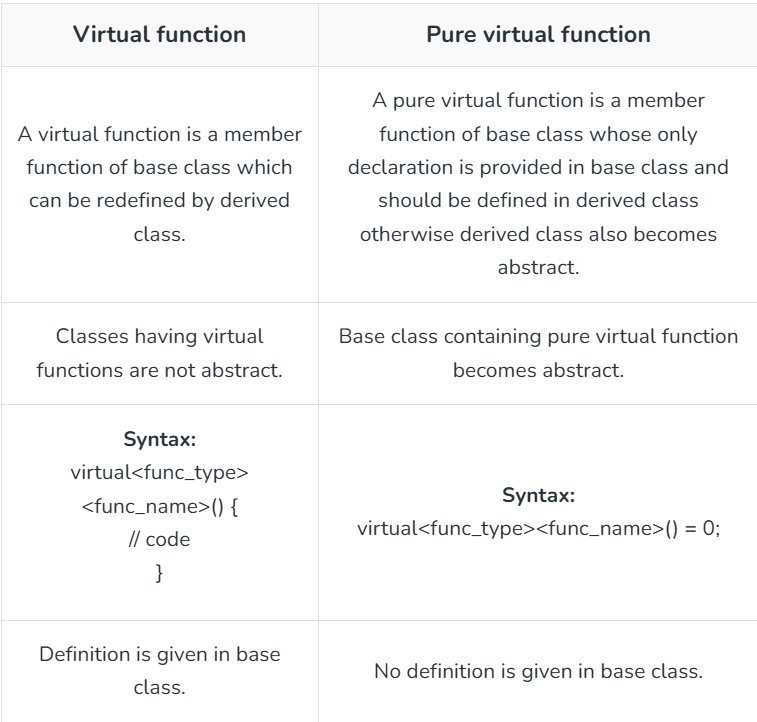 Virtual function
Pure virtual function
A virtual function is a member
function of base class which
can be redefined by derived
class.
A pure virtual function is a member
function of base class whose only
declaration is provided in base class and
should be defined in derived class
otherwise derived class also becomes
abstract.
Classes having virtual
functions are not abstract.
Base class containing pure virtual function
becomes abstract.
Syntax:
virtual<func_type>
<func_name>() {
// code
}
Syntax:
virtual<func_type><func_name>() = 0;
Definition is given in base
class.
No definition is given in base class.